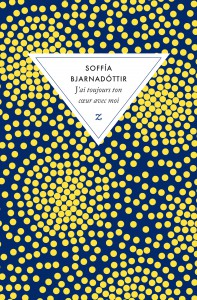 SOFFÍA
BJARNADÓTTIR
J'ai toujours ton
cœur avec moi
z